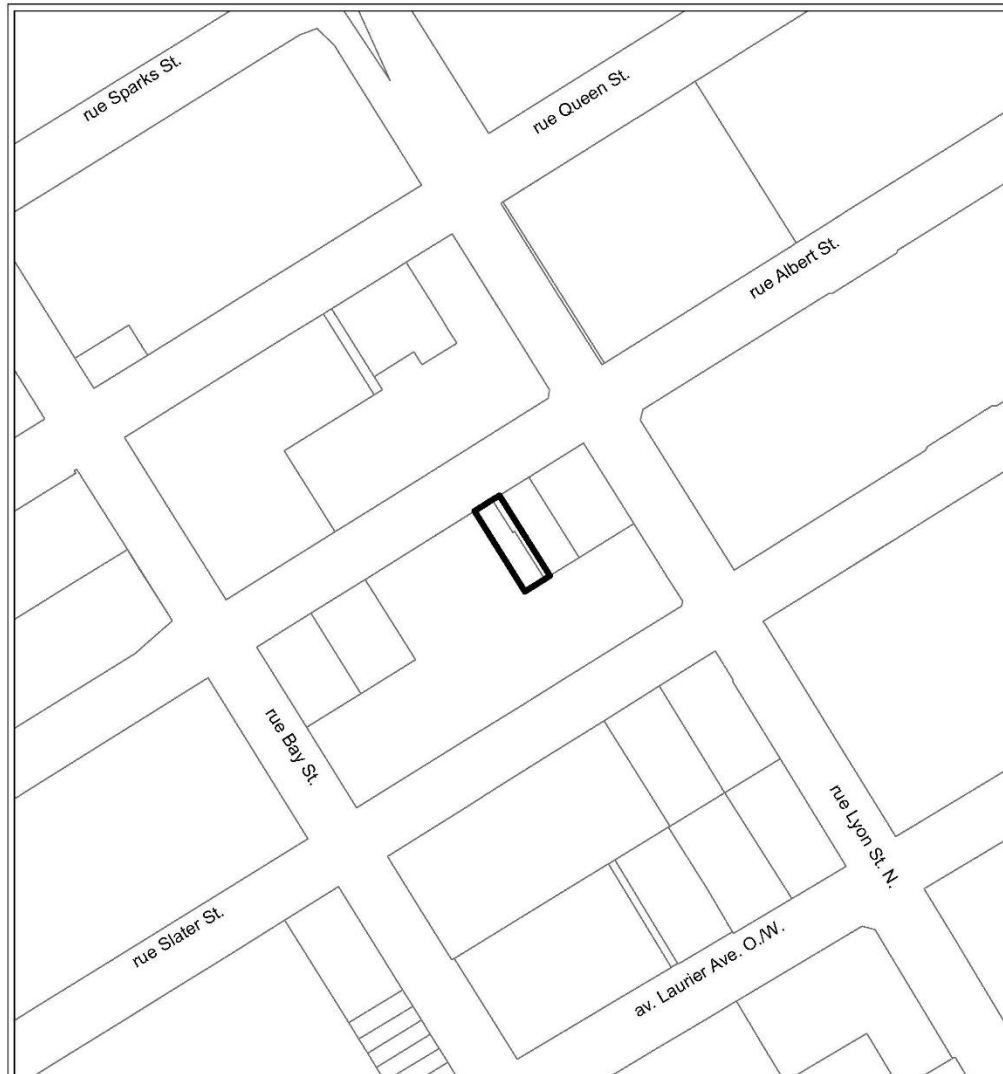 rue Sparks St.
rue Queen St.
rue Albert St.
rue Bay St.
rue Lyon St. N.
rue Slater St.
av. Laurier Ave. O./W.